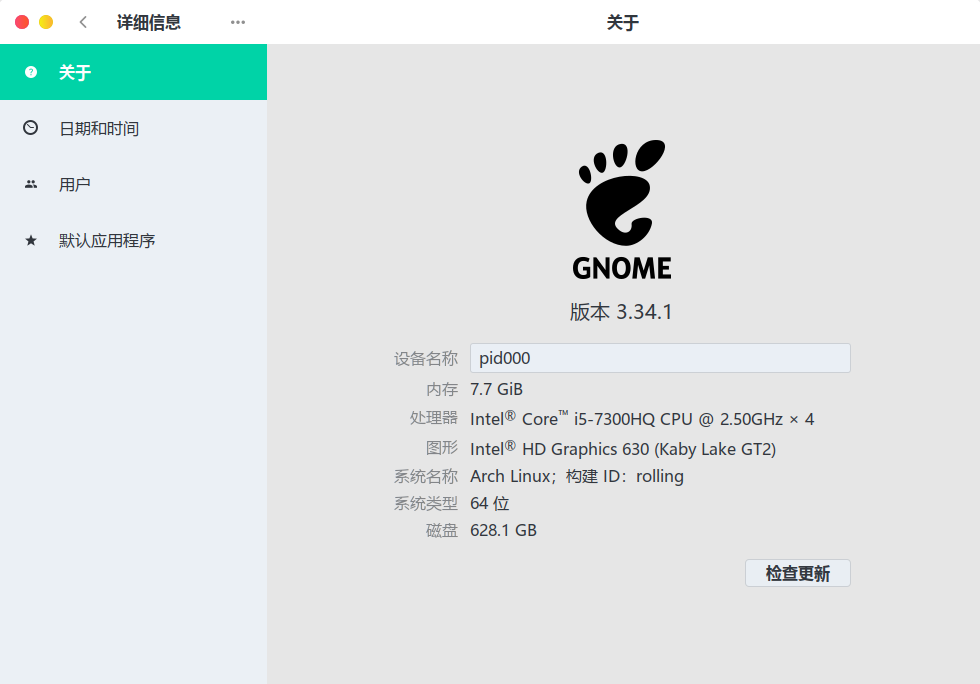 详细信息
关于
关于
日期和时间
用户
默认应用程序
GNOME
版本 3.34.1
设备名称 pid000
内存 7.7 GiB
处理器 Intel® Core™ i5-7300HQ CPU @ 2.50GHz × 4
图形 Intel® HD Graphics 630 (Kaby Lake GT2)
系统名称 Arch Linux；构建 ID：rolling
系统类型 64 位
磁盘 628.1 GB
检查更新